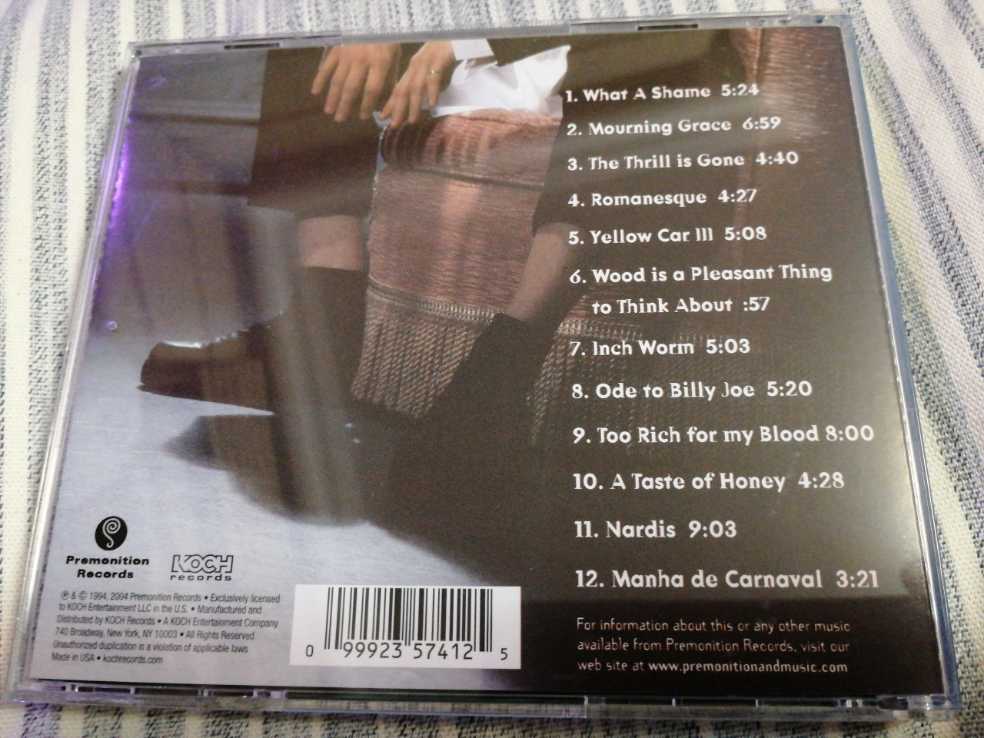 1. What A Shame 5:24
2. Mourning Grace 6:59
3. The Thrill is Gone 4:40
4. Romanesque 4:27
5. Yellow Car III 5:08
6. Wood is a Pleasant Thing
to Think About :57
7. Inch Worm 5:03
8. Ode to Billy Joe 5:20
9. Too Rich for my Blood 8:00
10. A Taste of Honey 4:28
11. Nardis 9:03
12. Manha de Carnaval 3:21
Premonition
Records
KOCH
records
℗ & © 1994, 2004 Premonition Records • Exclusively licensed
to KOCH Entertainment LLC in the U.S. • Manufactured and
Distributed by KOCH Records • A KOCH Entertainment Company
740 Broadway, New York, NY 10003 • All Rights Reserved
Unauthorized duplication is a violation of applicable laws
Made in USA • kochrecords.com
0 99923 57412 5
For information about this or any other music
available from Premonition Records, visit our
web site at www.premonitionandmusic.com